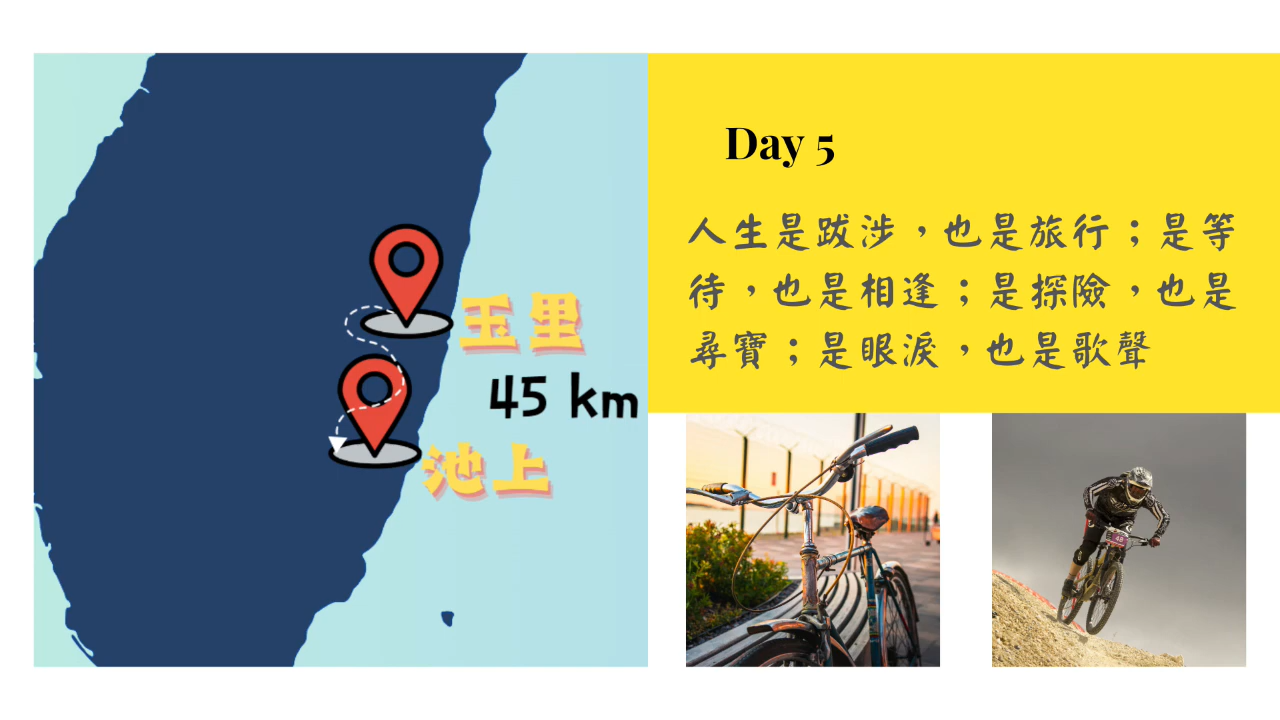 Day 5
人生是跋涉，也是旅行；是等
待，也是相逢；是探險，也是
尋寶；是眼淚，也是歌聲
玉里
45 km
池上
48